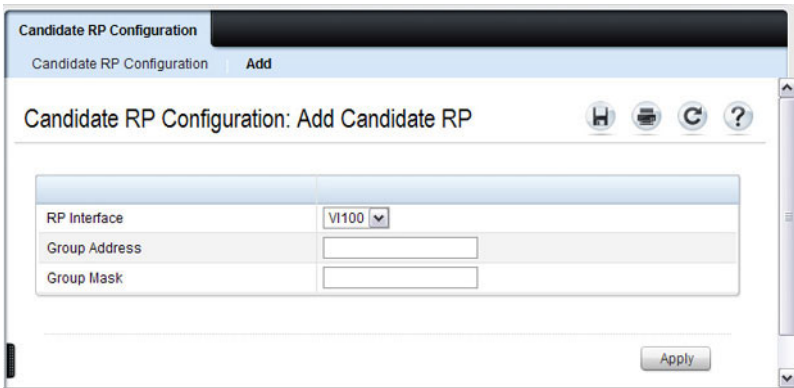 Candidate RP Configuration
Candidate RP Configuration Add
Candidate RP Configuration: Add Candidate RP
RP Interface VI100
Group Address
Group Mask
Apply